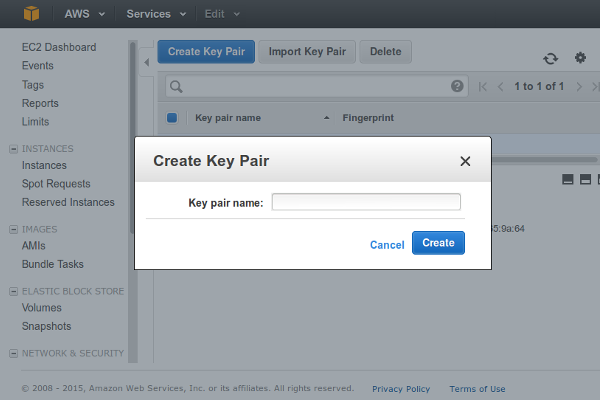 AWS Services Edit
EC2 Dashboard
Events
Tags
Reports
Limits
INSTANCES
Instances
Spot Requests
Reserved Instances
IMAGES
AMIs
Bundle Tasks
ELASTIC BLOCK STORE
Volumes
Snapshots
NETWORK & SECURITY
Create Key Pair Import Key Pair Delete
1 to 1 of 1
Key pair name Fingerprint
Create Key Pair
Key pair name:
Cancel Create
5:9a:64
© 2008 - 2015, Amazon Web Services, Inc. or its affiliates. All rights reserved. Privacy Policy Terms of Use